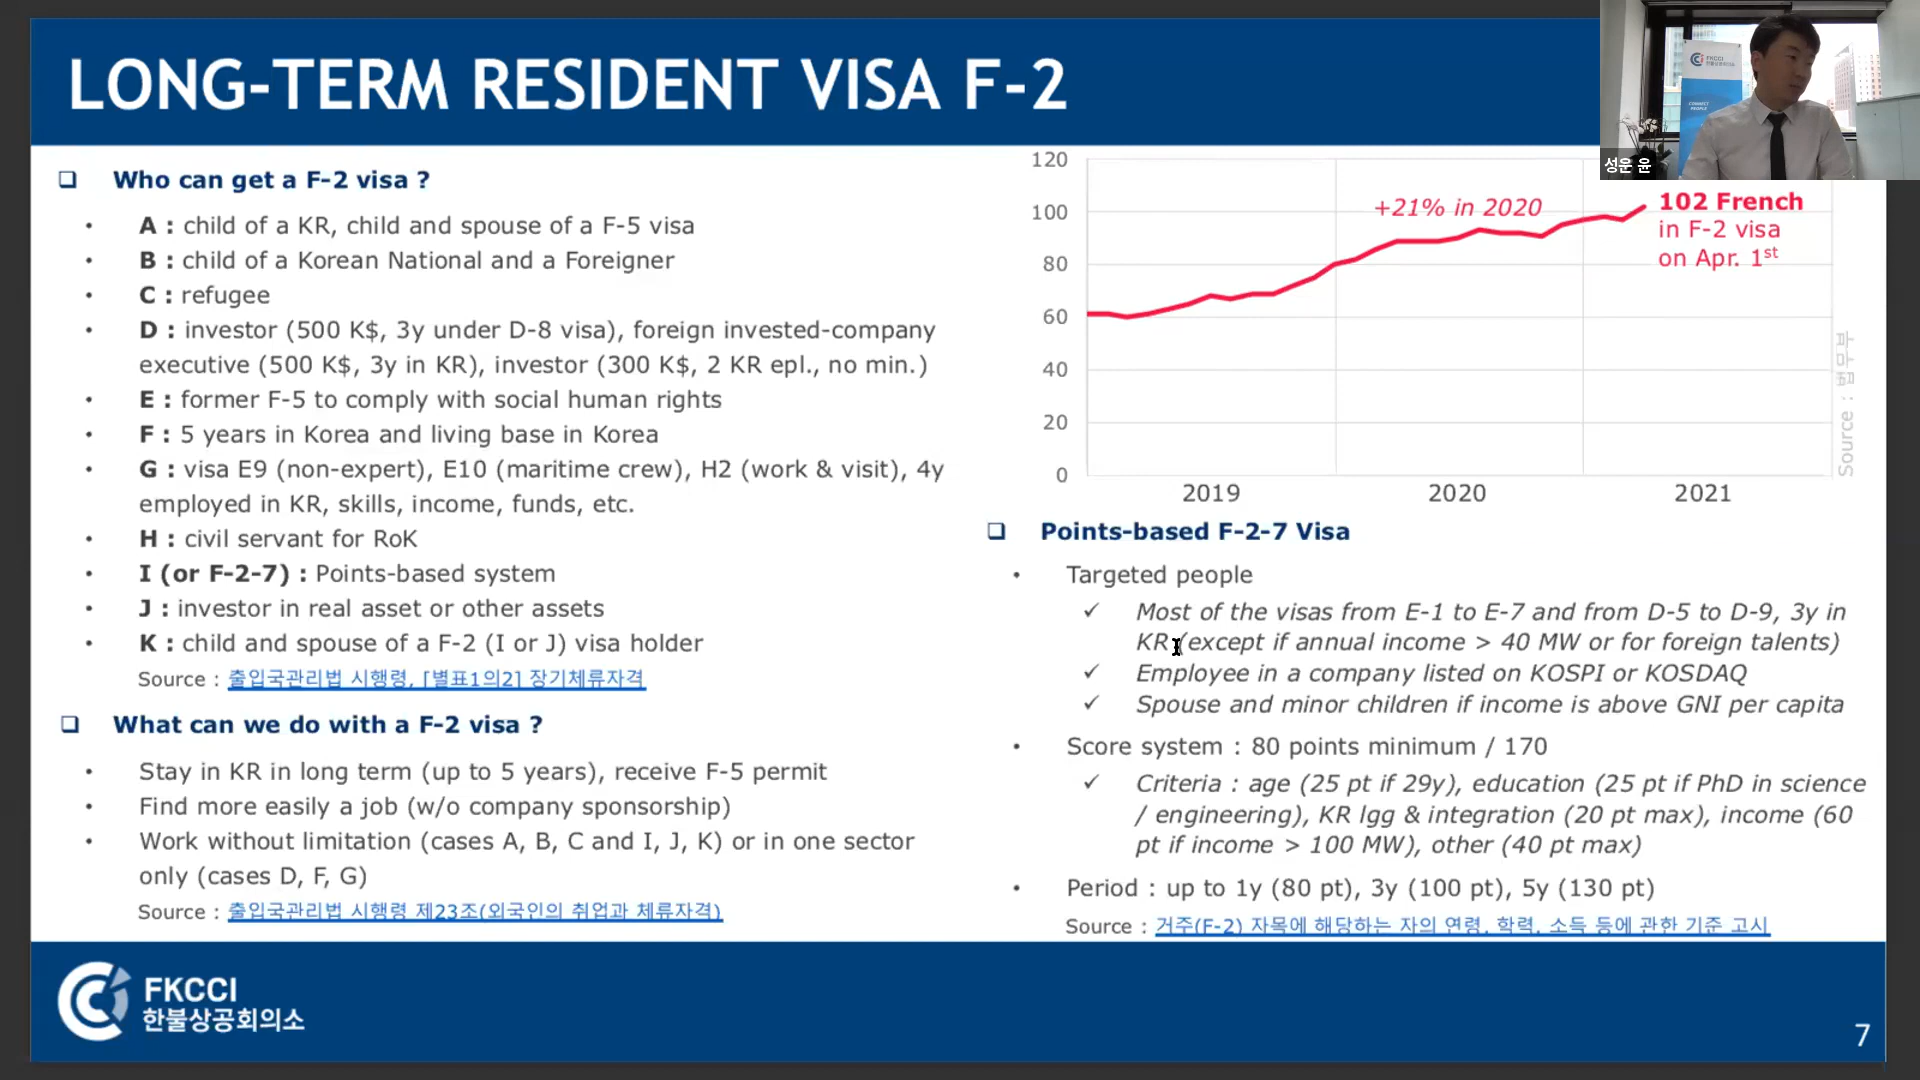 LONG-TERM RESIDENT VISA F-2
❑ Who can get a F-2 visa ?
• A : child of a KR, child and spouse of a F-5 visa
• B : child of a Korean National and a Foreigner
• C : refugee
• D : investor (500 K$, 3y under D-8 visa), foreign invested-company
executive (500 K$, 3y in KR), investor (300 K$, 2 KR epl., no min.)
• E : former F-5 to comply with social human rights
• F : 5 years in Korea and living base in Korea
• G : visa E9 (non-expert), E10 (maritime crew), H2 (work & visit), 4y
employed in KR, skills, income, funds, etc.
• H : civil servant for RoK
• I (or F-2-7) : Points-based system
• J : investor in real asset or other assets
• K : child and spouse of a F-2 (I or J) visa holder
Source : 출입국관리법 시행령, [별표1의2] 장기체류자격
❑ What can we do with a F-2 visa ?
• Stay in KR in long term (up to 5 years), receive F-5 permit
• Find more easily a job (w/o company sponsorship)
• Work without limitation (cases A, B, C and I, J, K) or in one sector
only (cases D, F, G)
Source : 출입국관리법 시행령 제23조(외국인의 취업과 체류자격)
120
100
80
60
40
20
0
2019
2020
2021
+21% in 2020
102 French
in F-2 visa
on Apr. 1st
Source : 법무부
❑ Points-based F-2-7 Visa
• Targeted people
✓ Most of the visas from E-1 to E-7 and from D-5 to D-9, 3y in
KR (except if annual income > 40 MW or for foreign talents)
✓ Employee in a company listed on KOSPI or KOSDAQ
✓ Spouse and minor children if income is above GNI per capita
• Score system : 80 points minimum / 170
✓ Criteria : age (25 pt if 29y), education (25 pt if PhD in science
/ engineering), KR lgg & integration (20 pt max), income (60
pt if income > 100 MW), other (40 pt max)
• Period : up to 1y (80 pt), 3y (100 pt), 5y (130 pt)
Source : 거주(F-2) 자목에 해당하는 자의 연령, 학력, 소득 등에 관한 기준 고시
FKCCI
한불상공회의소
7
FKCCI
한불상공회의소
CONNECT
PEOPLE
성운 윤